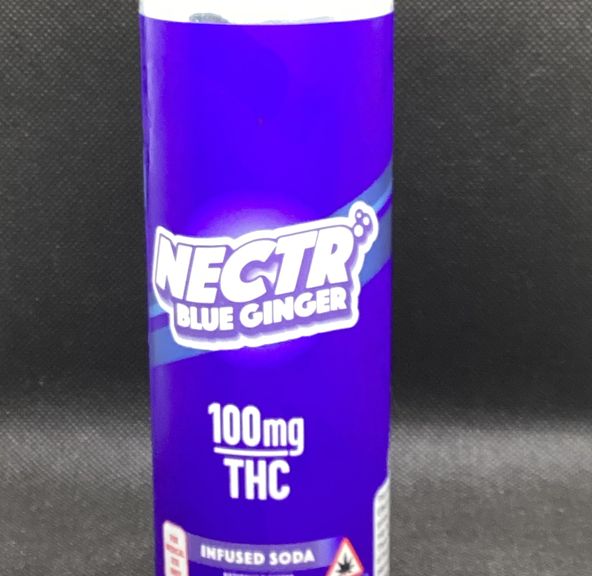 NECTR
BLUE GINGER
100mg
THC
INFUSED SODA